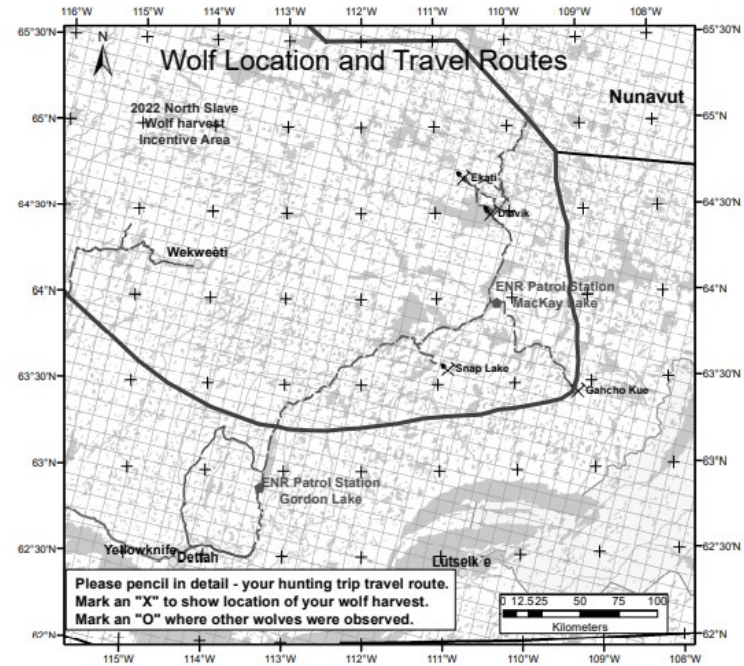 116°W 115°W 114°W 113°W 112°W 111°W 110°W 109°W 108°W
65°30'N
65°30'N
N
Wolf Location and Travel Routes
Nunavut
2022 North Slave
Wolf harvest
Incentive Area
65°N
65°N
Ekati
64°30'N
Diavik
64°30'N
Wekweètì
64°N
ENR Patrol Station
MacKay Lake
64°N
63°30'N
Snap Lake
Gahcho Kue
63°30'N
63°N
63°N
ENR Patrol Station
Gordon Lake
62°30'N
Yellowknife
Dettah
Lutselk'e
62°30'N
Please pencil in detail - your hunting trip travel route.
Mark an "X" to show location of your wolf harvest.
Mark an "O" where other wolves were observed.
0 12.525 50 75 100
Kilometers
62°N
62°N
115°W 114°W 113°W 112°W 111°W 110°W 109°W 108°W